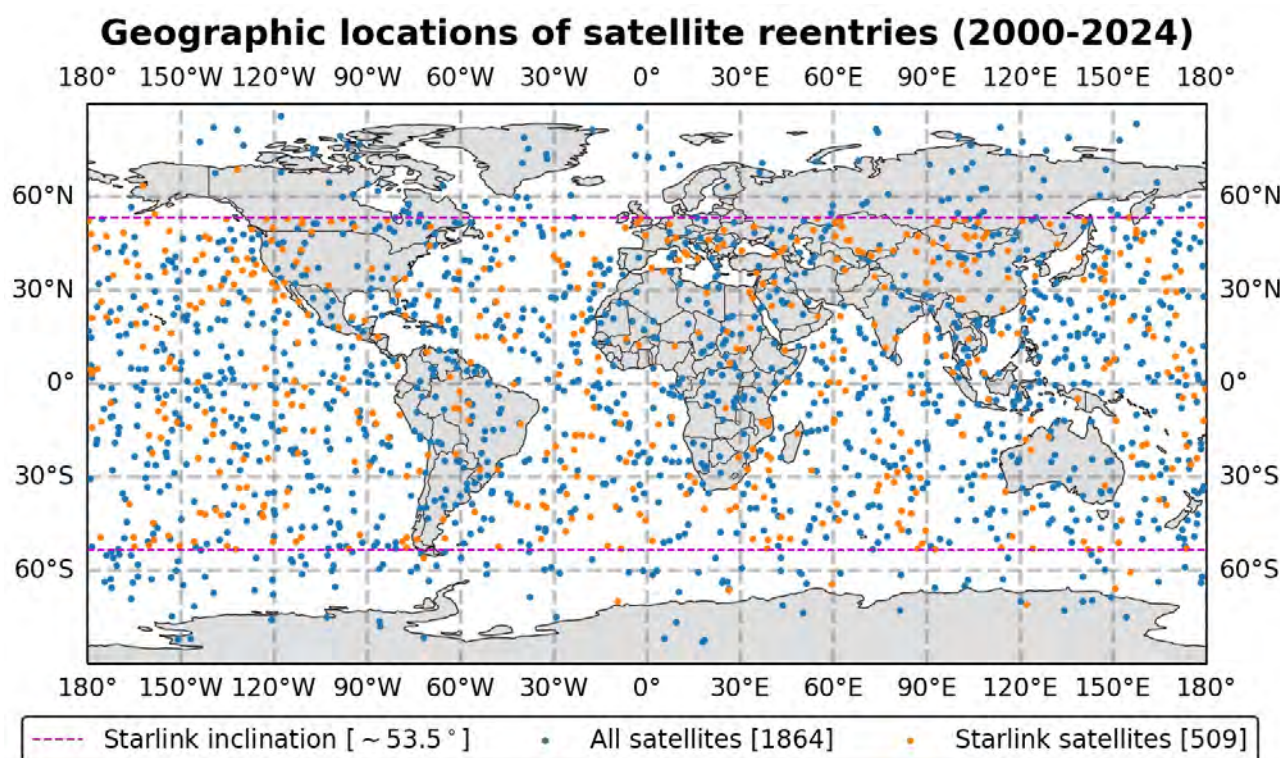 Geographic locations of satellite reentries (2000-2024)
180° 150°W 120°W 90°W 60°W 30°W 0° 30°E 60°E 90°E 120°E 150°E 180°
60°N 60°N
30°N 30°N
0° 0°
30°S 30°S
60°S 60°S
180° 150°W 120°W 90°W 60°W 30°W 0° 30°E 60°E 90°E 120°E 150°E 180°
Starlink inclination [~53.5°] All satellites [1864] Starlink satellites [509]